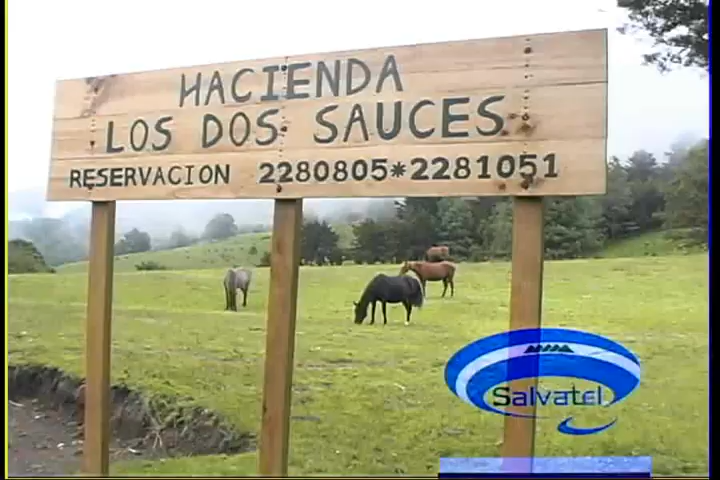 HACIENDA
LOS DOS SAUCES
RESERVACION 2280805*2281051
Salvatel